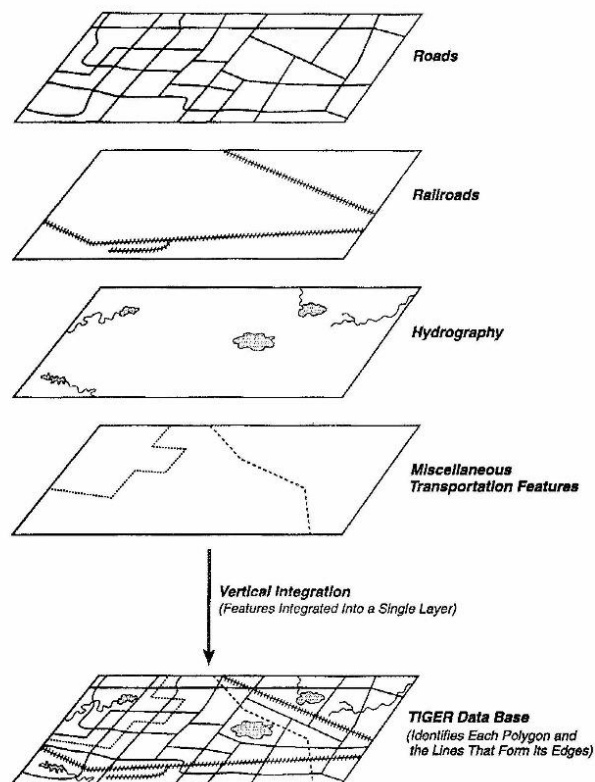 Roads
Railroads
Hydrography
Miscellaneous
Transportation Features
Vertical Integration
(Features Integrated Into a Single Layer)
TIGER Data Base
(Identifies Each Polygon and
the Lines That Form Its Edges)